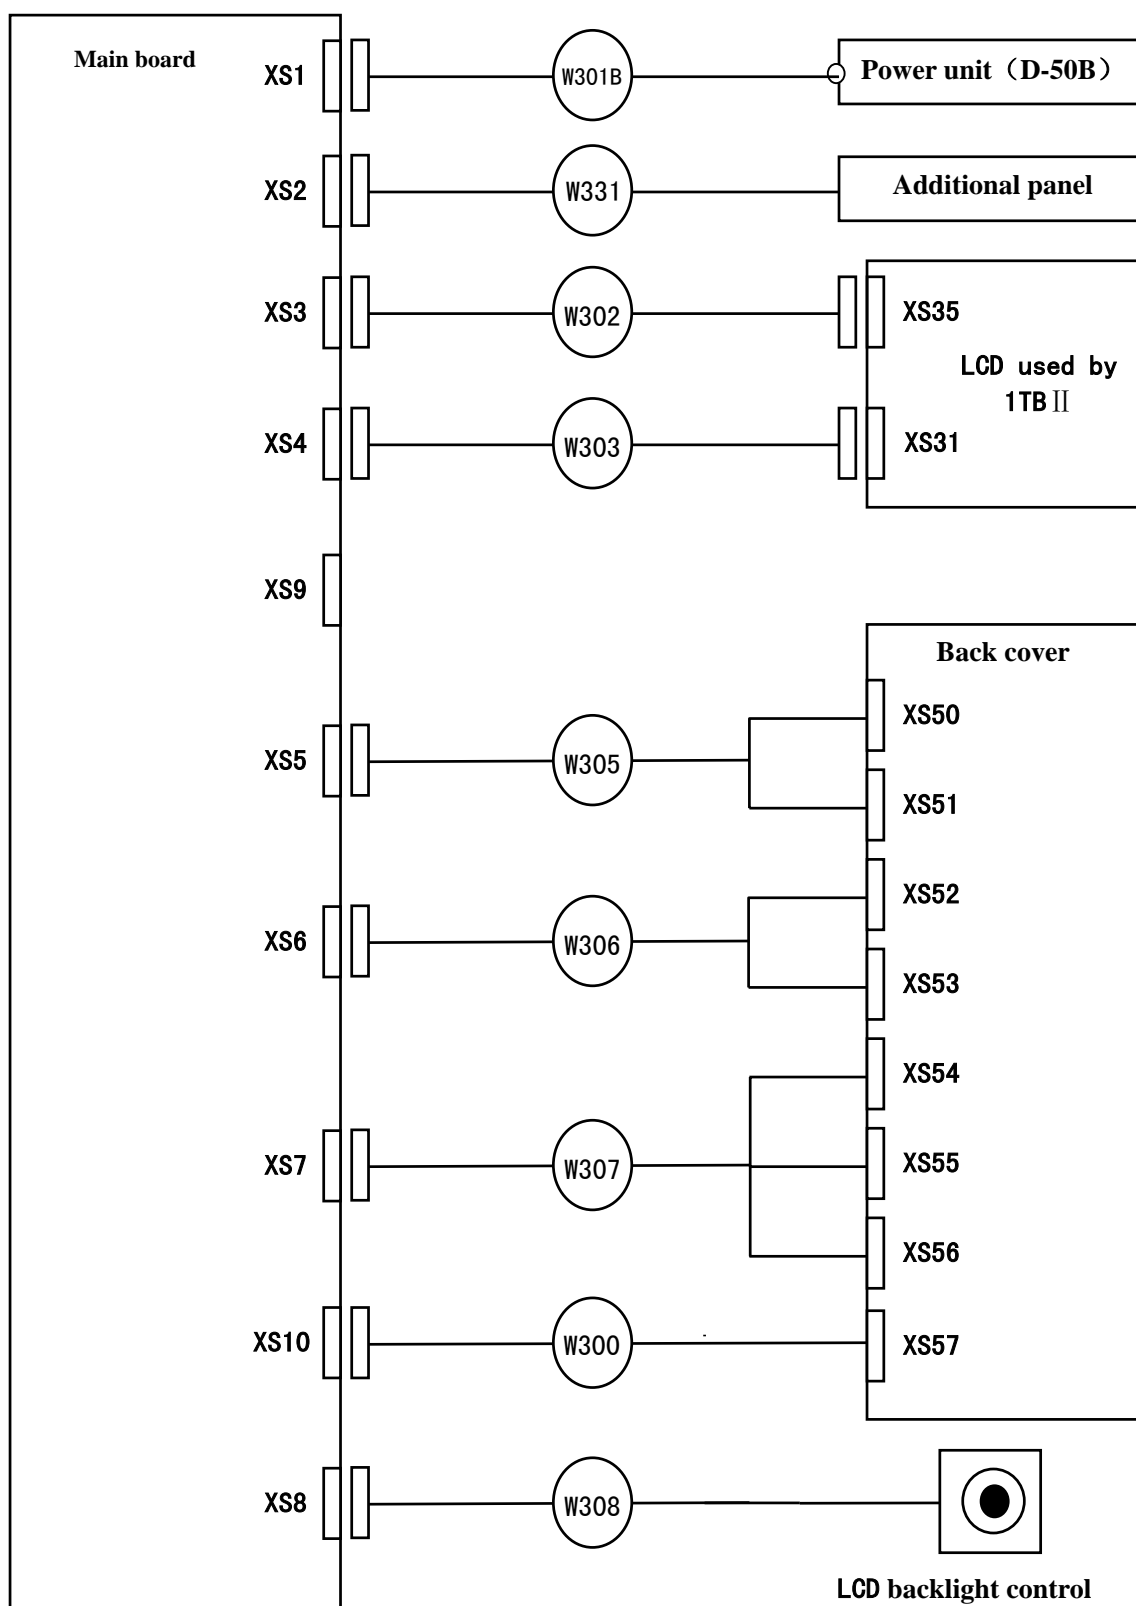 Main board
XS1 W301B Power unit（D-50B）
XS2 W331 Additional panel
XS3 W302 XS35
LCD used by
1TBⅡ
XS4 W303 XS31
XS9
Back cover
XS50
XS5 W305
XS51
XS52
XS6 W306
XS53
XS54
XS7 W307 XS55
XS56
XS10 W300 XS57
XS8 W308
LCD backlight control